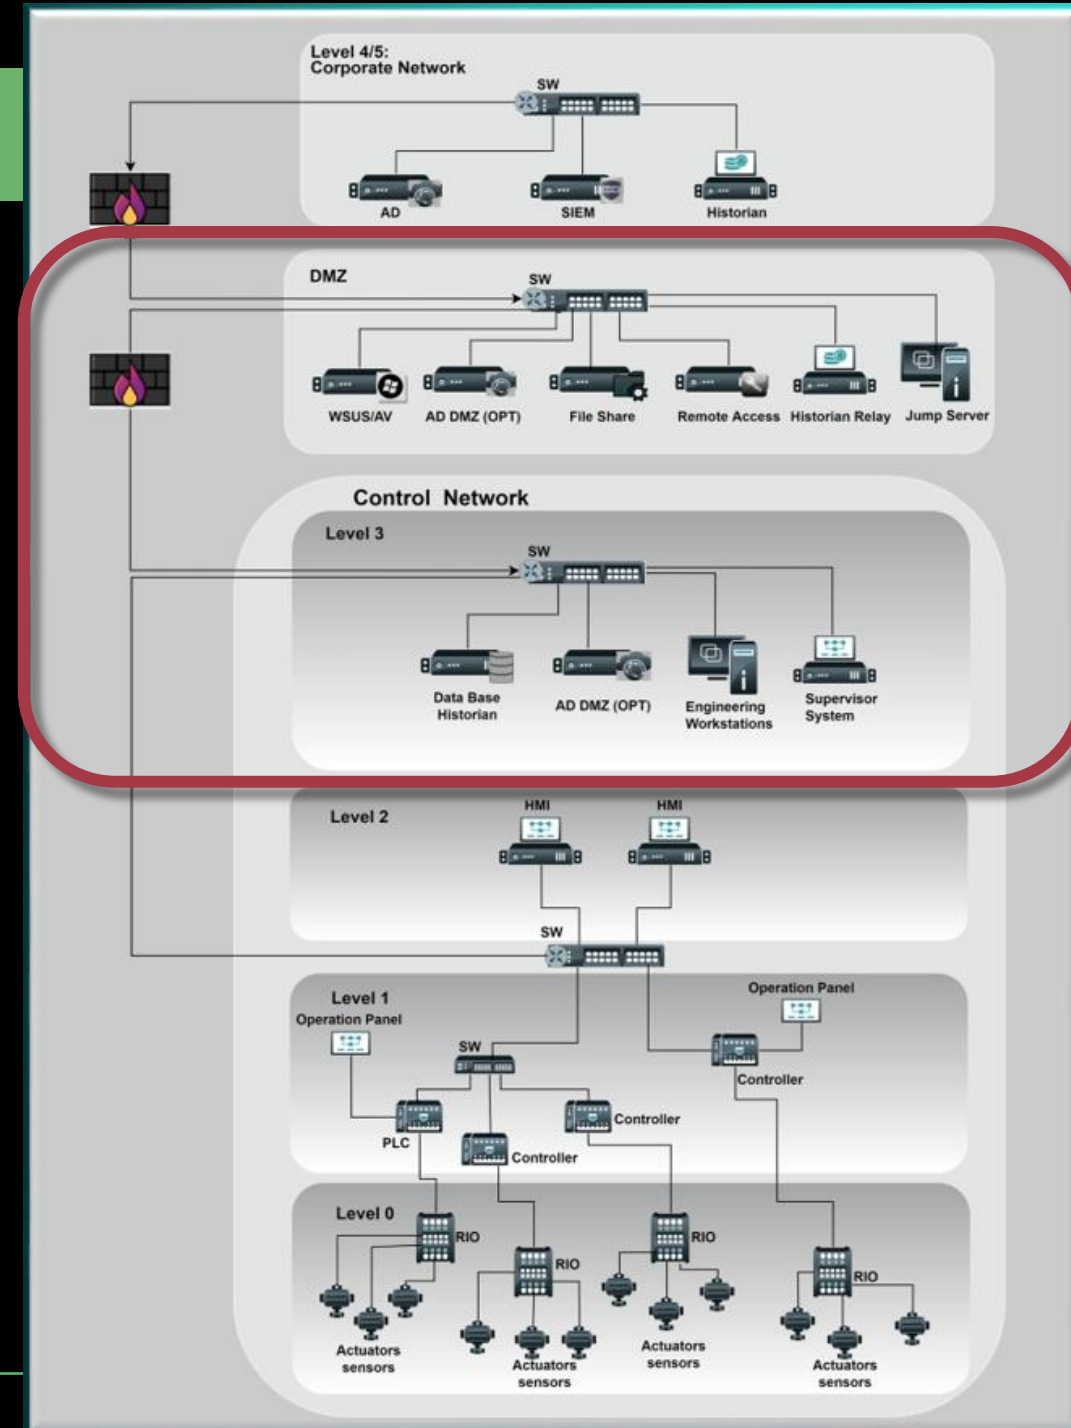 Level 4/5:
Corporate Network
SW
AD
SIEM
Historian
DMZ
SW
WSUS/AV
AD DMZ (OPT)
File Share
Remote Access
Historian Relay
Jump Server
Control Network
Level 3
SW
Data Base
Historian
AD DMZ (OPT)
Engineering
Workstations
Supervisor
System
Level 2
HMI
HMI
SW
Level 1
Operation Panel
Operation Panel
SW
Controller
PLC
Controller
Controller
Level 0
RIO
RIO
RIO
RIO
Actuators
sensors
Actuators
sensors
Actuators
sensors
Actuators
sensors